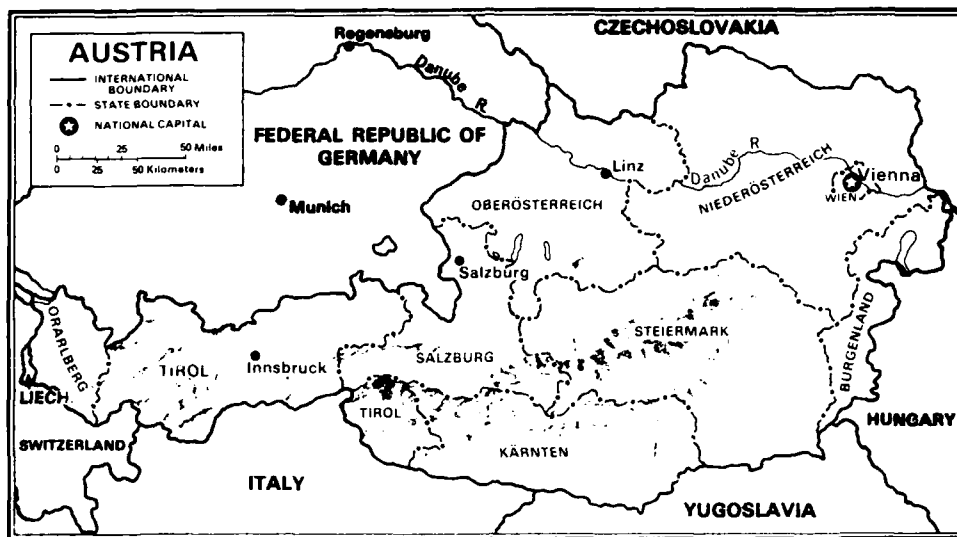 AUSTRIA
INTERNATIONAL
BOUNDARY
STATE BOUNDARY
NATIONAL CAPITAL
0 25 50 Miles
0 25 50 Kilometers
Regensburg
Danube R
CZECHOSLOVAKIA
FEDERAL REPUBLIC OF
GERMANY
Munich
Linz
Danube R
Vienna
WIEN
NIEDERÖSTERREICH
OBERÖSTERREICH
Salzburg
ORARLBERG
TIROL
Innsbruck
SALZBURG
STEIERMARK
BURGENLAND
LIECH.
TIROL
KÄRNTEN
HUNGARY
SWITZERLAND
ITALY
YUGOSLAVIA